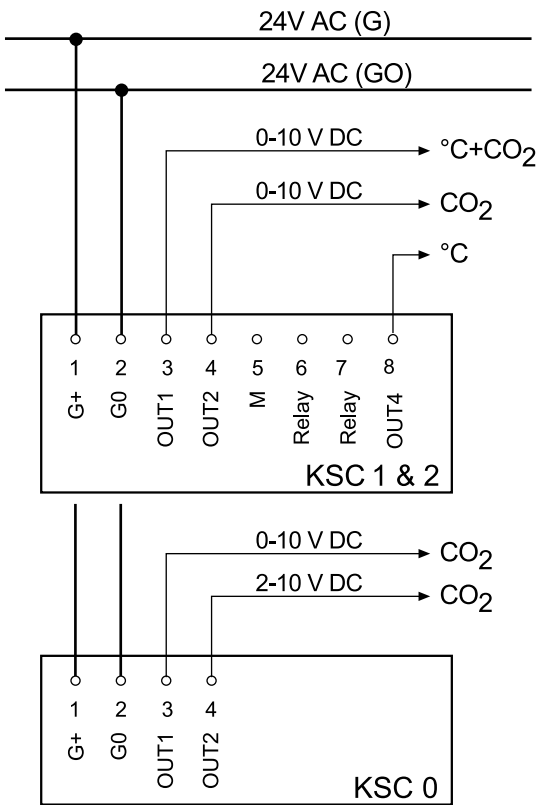 24V AC (G)
24V AC (GO)
0-10 V DC
°C+CO2
0-10 V DC
CO2
°C
1 2 3 4 5 6 7 8
G+ G0 OUT1 OUT2 M Relay Relay OUT4
KSC 1 & 2
0-10 V DC
CO2
2-10 V DC
CO2
1 2 3 4
G+ G0 OUT1 OUT2
KSC 0